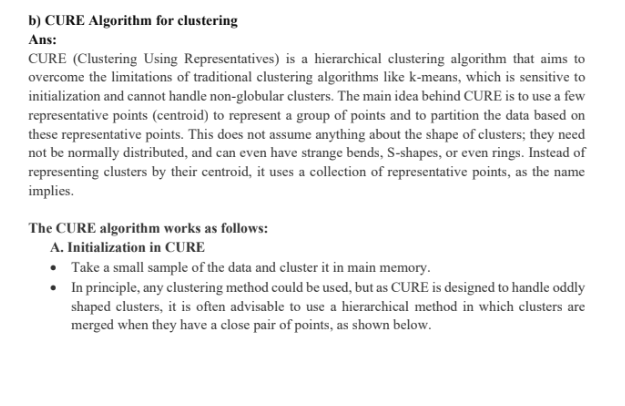 b) CURE Algorithm for clustering
Ans:
CURE (Clustering Using Representatives) is a hierarchical clustering algorithm that aims to
overcome the limitations of traditional clustering algorithms like k-means, which is sensitive to
initialization and cannot handle non-globular clusters. The main idea behind CURE is to use a few
representative points (centroid) to represent a group of points and to partition the data based on
these representative points. This does not assume anything about the shape of clusters; they need
not be normally distributed, and can even have strange bends, S-shapes, or even rings. Instead of
representing clusters by their centroid, it uses a collection of representative points, as the name
implies.
The CURE algorithm works as follows:
A. Initialization in CURE
• Take a small sample of the data and cluster it in main memory.
• In principle, any clustering method could be used, but as CURE is designed to handle oddly
shaped clusters, it is often advisable to use a hierarchical method in which clusters are
merged when they have a close pair of points, as shown below.